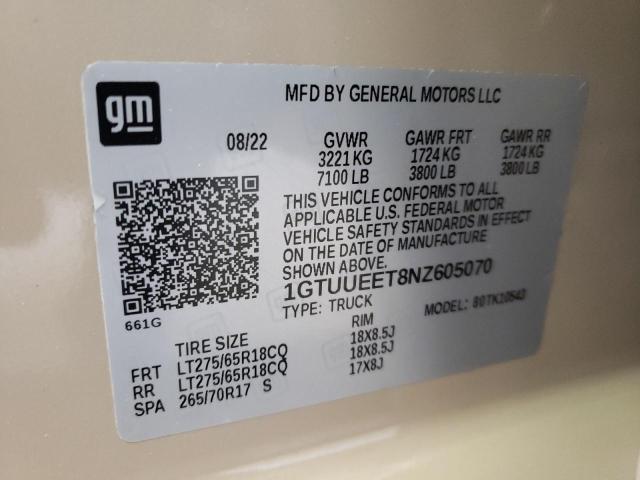 gm
MFD BY GENERAL MOTORS LLC
08/22 GVWR GAWR FRT GAWR RR
3221 KG 1724 KG 1724 KG
7100 LB 3800 LB 3800 LB
THIS VEHICLE CONFORMS TO ALL
APPLICABLE U.S. FEDERAL MOTOR
VEHICLE SAFETY STANDARDS IN EFFECT
ON THE DATE OF MANUFACTURE
SHOWN ABOVE.
1GTUUEET8NZ605070
TYPE: TRUCK MODEL:
661G
TIRE SIZE RIM
FRT LT275/65R18CQ 18X8.5J
RR LT275/65R18CQ 18X8.5J
SPA 265/70R17 S 17X8J